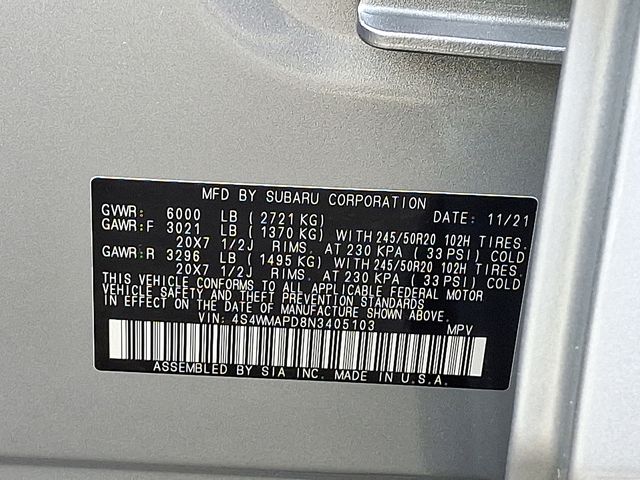 MFD BY SUBARU CORPORATION
GVWR: 6000 LB ( 2721 KG) DATE: 11/21
GAWR:F 3021 LB ( 1370 KG) WITH 245/50R20 102H TIRES.
20X7 1/2J RIMS. AT 230 KPA ( 33 PSI) COLD
GAWR:R 3296 LB ( 1495 KG) WITH 245/50R20 102H TIRES.
20X7 1/2J RIMS. AT 230 KPA ( 33 PSI) COLD
THIS VEHICLE CONFORMS TO ALL APPLICABLE FEDERAL MOTOR
VEHICLE SAFETY AND THEFT PREVENTION STANDARDS
IN EFFECT ON THE DATE OF MANUFACTURE SHOWN ABOVE.
VIN: 4S4WMAPD8N3405103 MPV
ASSEMBLED BY SIA INC. MADE IN U.S.A.